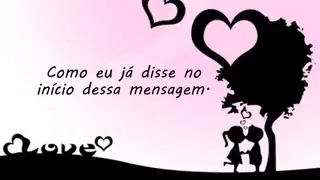 Como eu já disse no
início dessa mensagem.
Love